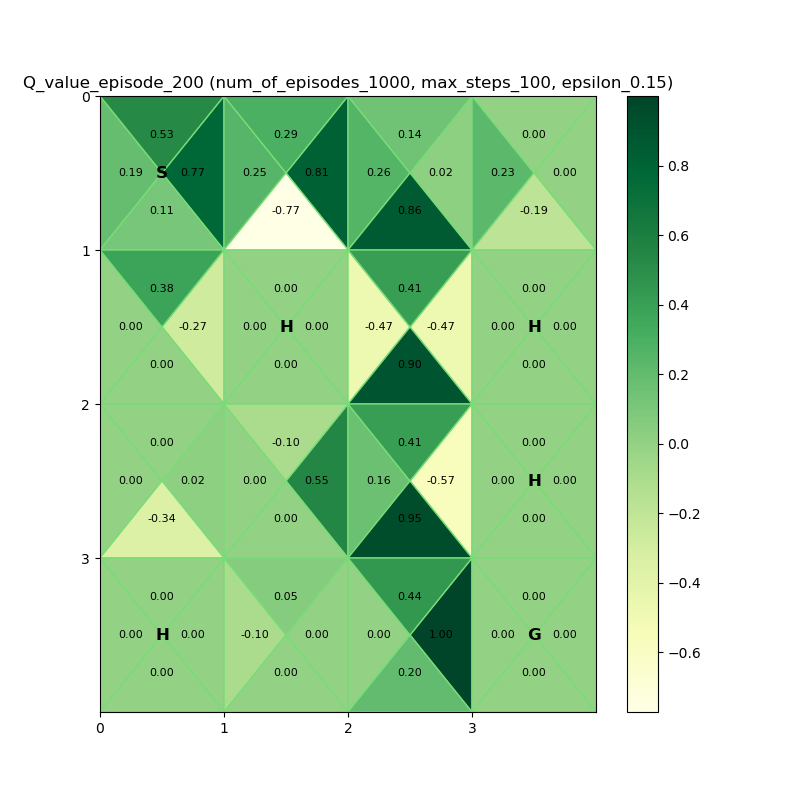 Q_value_episode_200 (num_of_episodes_1000, max_steps_100, epsilon_0.15)
0
0.53 0.29 0.14 0.00
0.19 S 0.77 0.25 0.81 0.26 0.02 0.23 0.00
0.11 -0.77 0.86 -0.19
1
0.38 0.00 0.41 0.00
0.00 -0.27 0.00 H 0.00 -0.47 -0.47 0.00 H 0.00
0.00 0.00 0.90 0.00
2
0.00 -0.10 0.41 0.00
0.00 0.02 0.00 0.55 0.16 -0.57 0.00 H 0.00
-0.34 0.00 0.95 0.00
3
0.00 0.05 0.44 0.00
0.00 H 0.00 -0.10 0.00 0.00 1.00 0.00 G 0.00
0.00 0.00 0.20 0.00
0 1 2 3
0.8
0.6
0.4
0.2
0.0
−0.2
−0.4
−0.6